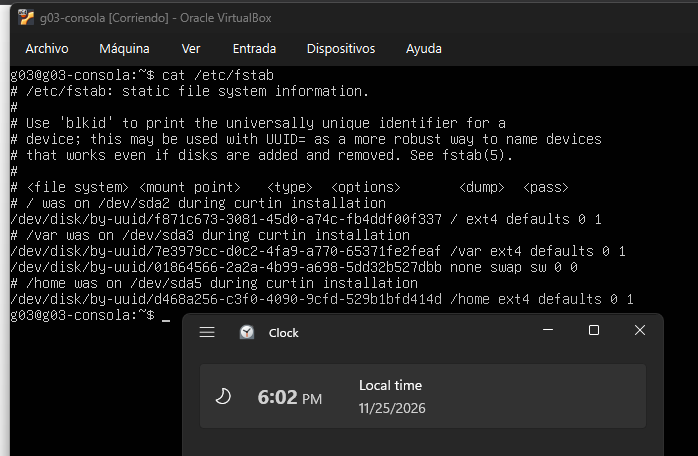 g03-consola [Corriendo] - Oracle VirtualBox
Archivo Máquina Ver Entrada Dispositivos Ayuda
g03@g03-consola:~$ cat /etc/fstab
# /etc/fstab: static file system information.
#
# Use 'blkid' to print the universally unique identifier for a
# device; this may be used with UUID= as a more robust way to name devices
# that works even if disks are added and removed. See fstab(5).
#
# <file system> <mount point>   <type>  <options>       <dump>  <pass>
# / was on /dev/sda2 during curtin installation
/dev/disk/by-uuid/f871c673-3081-45d0-a74c-fb4ddf00f337 / ext4 defaults 0 1
# /var was on /dev/sda3 during curtin installation
/dev/disk/by-uuid/7e3979cc-d0c2-4fa9-a770-65371fe2feaf /var ext4 defaults 0 1
/dev/disk/by-uuid/01864566-2a2a-4b99-a698-5dd32b527dbb none swap sw 0 0
# /home was on /dev/sda5 during curtin installation
/dev/disk/by-uuid/d468a256-c3f0-4090-9cfd-529b1bfd414d /home ext4 defaults 0 1
g03@g03-consola:~$ _
Clock
6:02 PM
Local time
11/25/2026